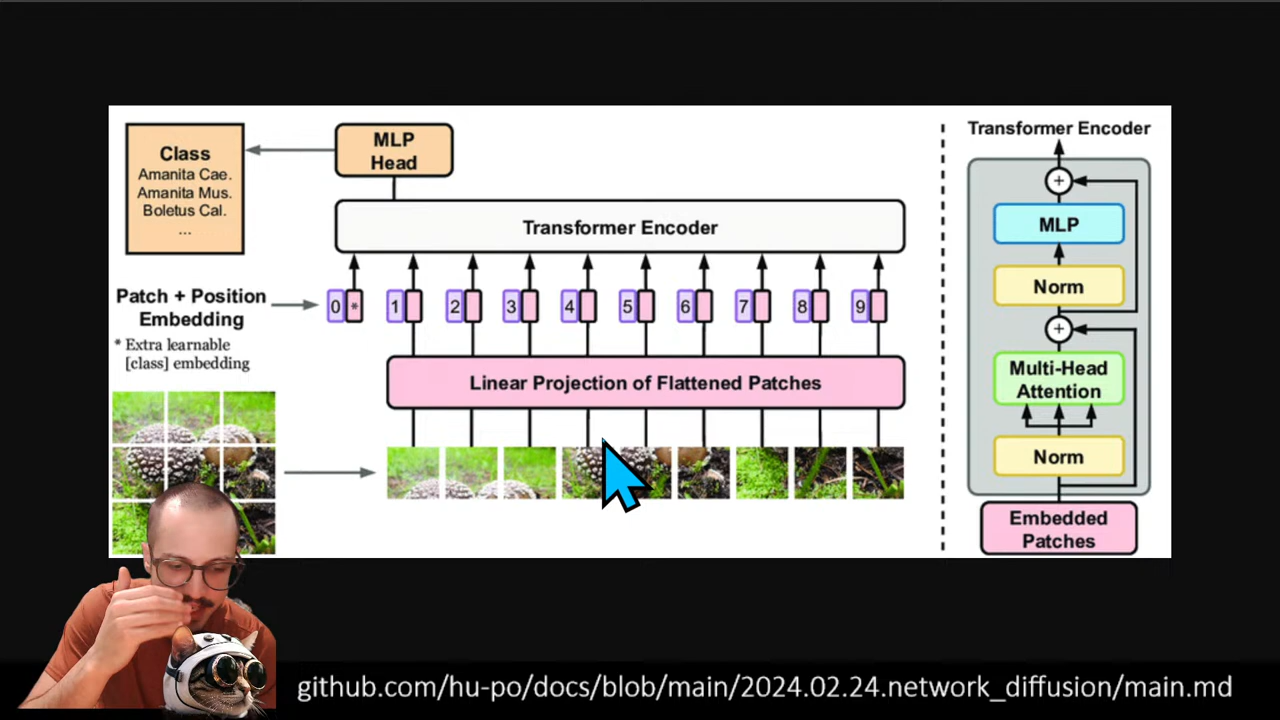 Class
Amanita Cae.
Amanita Mus.
Boletus Cal.
...
MLP
Head
Transformer Encoder
Patch + Position
Embedding
* Extra learnable
[class] embedding
0 * 1 2 3 4 5 6 7 8 9
Linear Projection of Flattened Patches
Transformer Encoder
+
MLP
Norm
+
Multi-Head
Attention
Norm
Embedded
Patches
github.com/hu-po/docs/blob/main/2024.02.24.network_diffusion/main.md